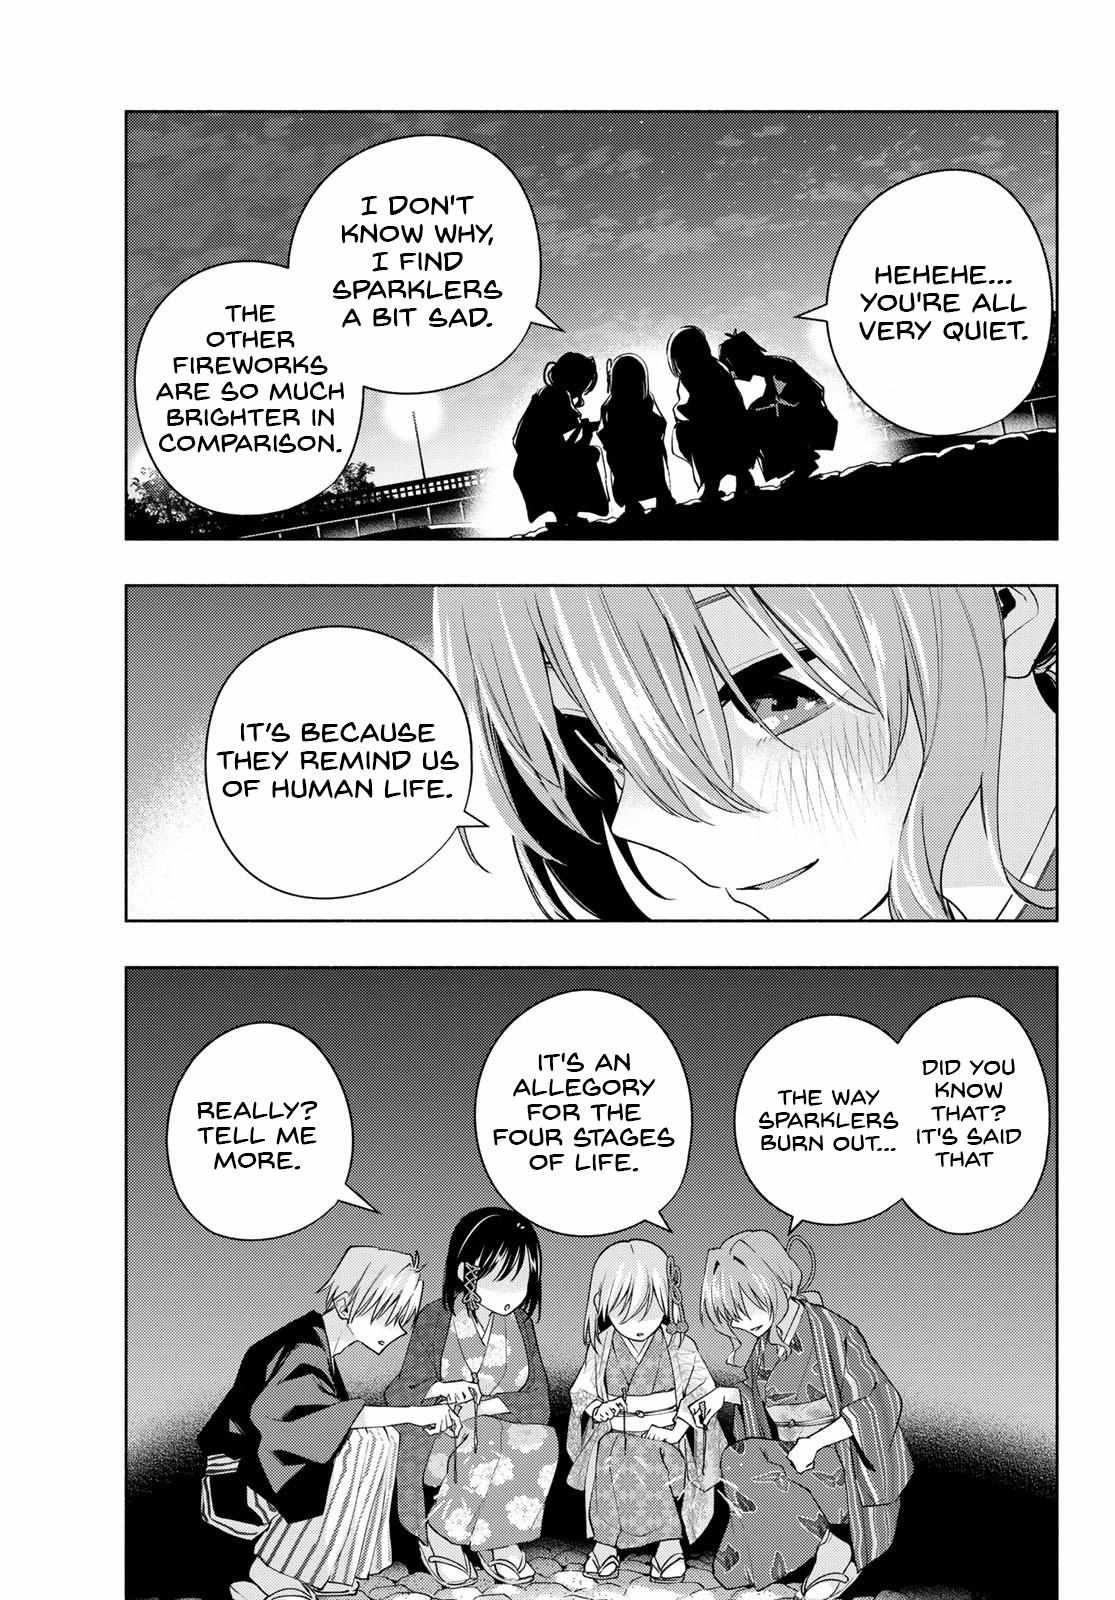 HEHEHE...
YOU'RE ALL
VERY QUIET.
I DON'T
KNOW WHY,
I FIND
SPARKLERS
A BIT SAD.
THE
OTHER
FIREWORKS
ARE SO MUCH
BRIGHTER IN
COMPARISON.
IT'S BECAUSE
THEY REMIND US
OF HUMAN LIFE.
DID YOU
KNOW
THAT?
IT'S SAID
THAT
THE WAY
SPARKLERS
BURN OUT...
IT'S AN
ALLEGORY
FOR THE
FOUR STAGES
OF LIFE.
REALLY?
TELL ME
MORE.